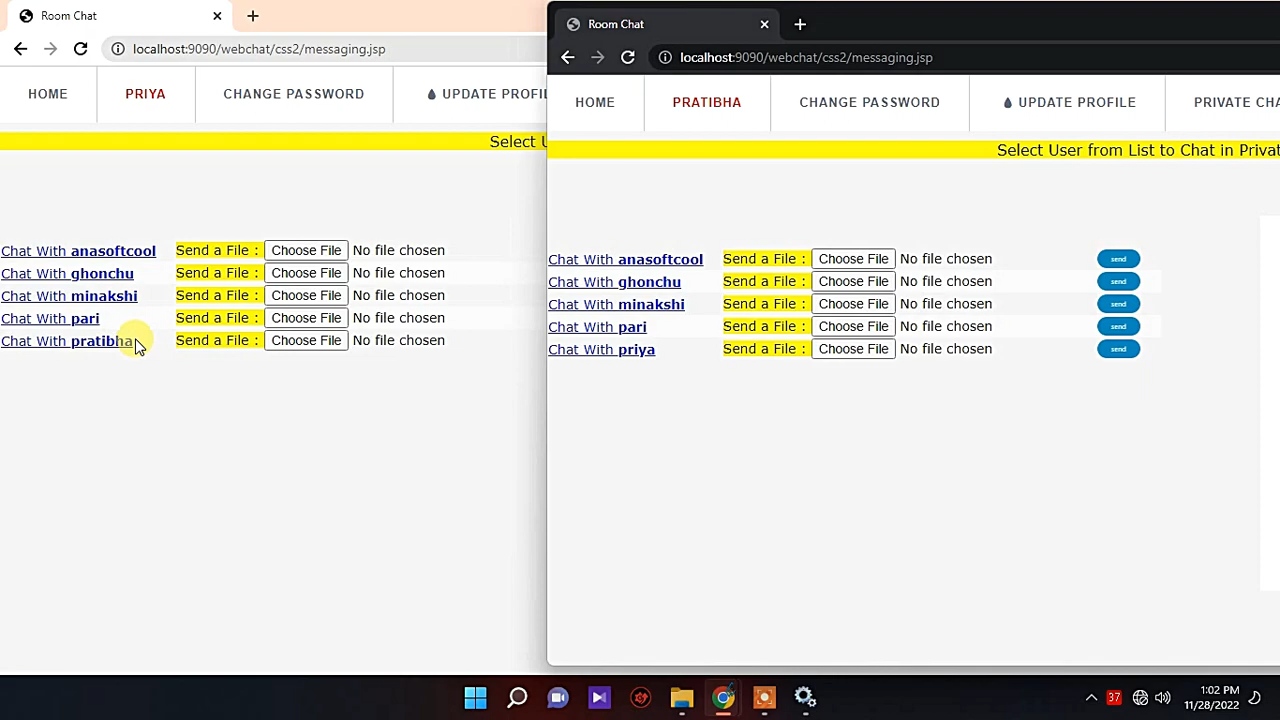 Room Chat
localhost:9090/webchat/css2/messaging.jsp
HOME PRIYA CHANGE PASSWORD UPDATE PROFIL
Select U
Chat With anasoftcool Send a File : Choose File No file chosen
Chat With ghonchu Send a File : Choose File No file chosen
Chat With minakshi Send a File : Choose File No file chosen
Chat With pari Send a File : Choose File No file chosen
Chat With pratibha Send a File : Choose File No file chosen
Room Chat
localhost:9090/webchat/css2/messaging.jsp
HOME PRATIBHA CHANGE PASSWORD UPDATE PROFILE PRIVATE CHA
Select User from List to Chat in Privat
Chat With anasoftcool Send a File : Choose File No file chosen send
Chat With ghonchu Send a File : Choose File No file chosen send
Chat With minakshi Send a File : Choose File No file chosen send
Chat With pari Send a File : Choose File No file chosen send
Chat With priya Send a File : Choose File No file chosen send
37
1:02 PM
11/28/2022